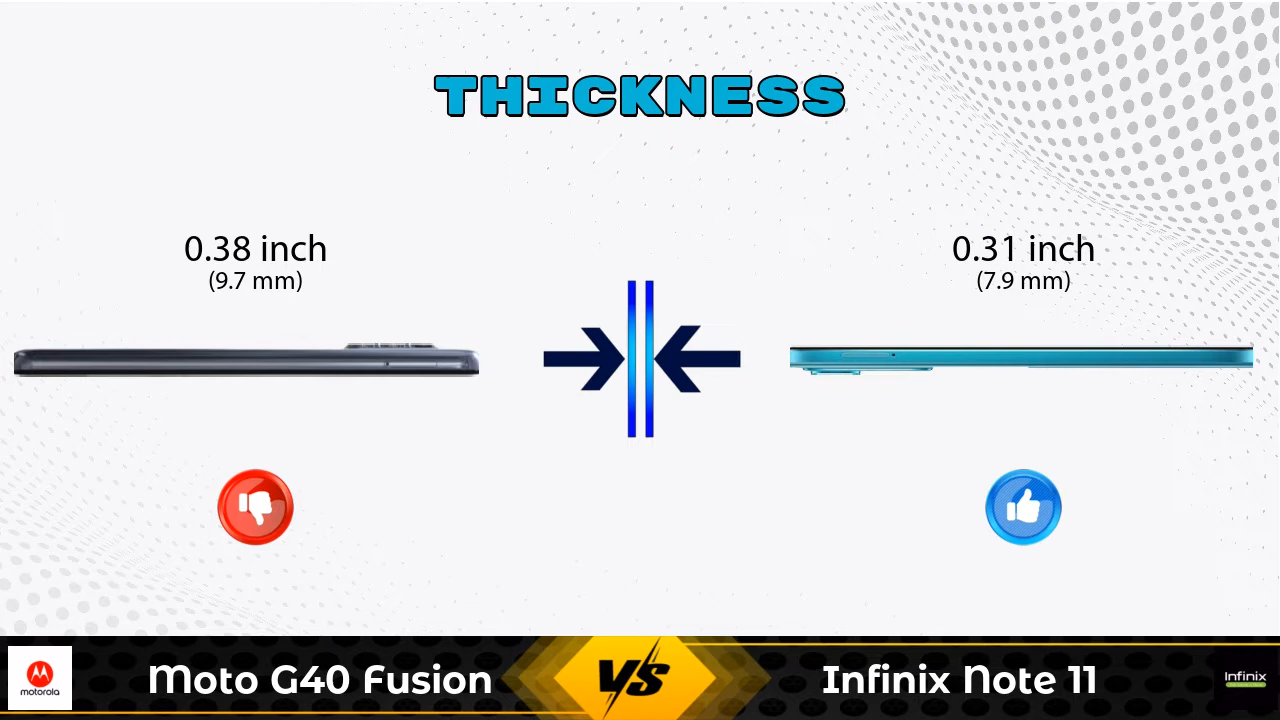 THICKNESS
0.38 inch
(9.7 mm)
0.31 inch
(7.9 mm)
motorola
Moto G40 Fusion
VS
Infinix Note 11
Infinix